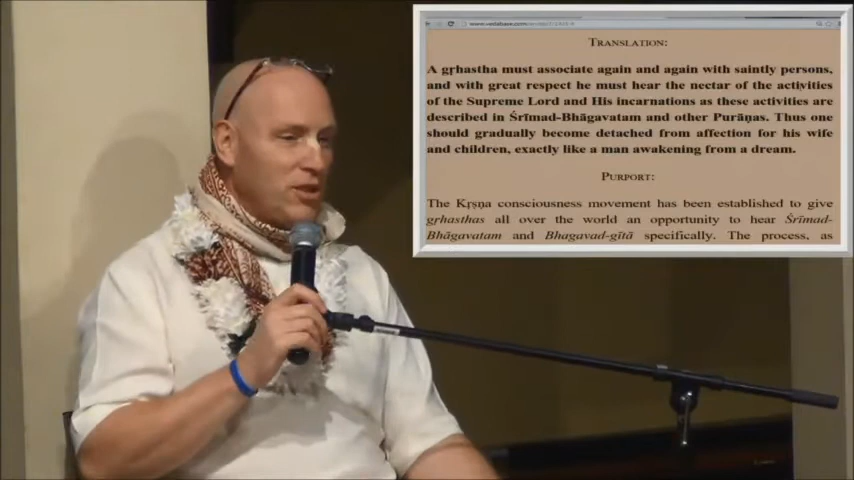 TRANSLATION:
A gṛhastha must associate again and again with saintly persons,
and with great respect he must hear the nectar of the activities
of the Supreme Lord and His incarnations as these activities are
described in Śrīmad-Bhāgavatam and other Purāṇas. Thus one
should gradually become detached from affection for his wife
and children, exactly like a man awakening from a dream.
PURPORT:
The Kṛṣṇa consciousness movement has been established to give
gṛhasthas all over the world an opportunity to hear Śrīmad-
Bhāgavatam and Bhagavad-gītā specifically. The process, as